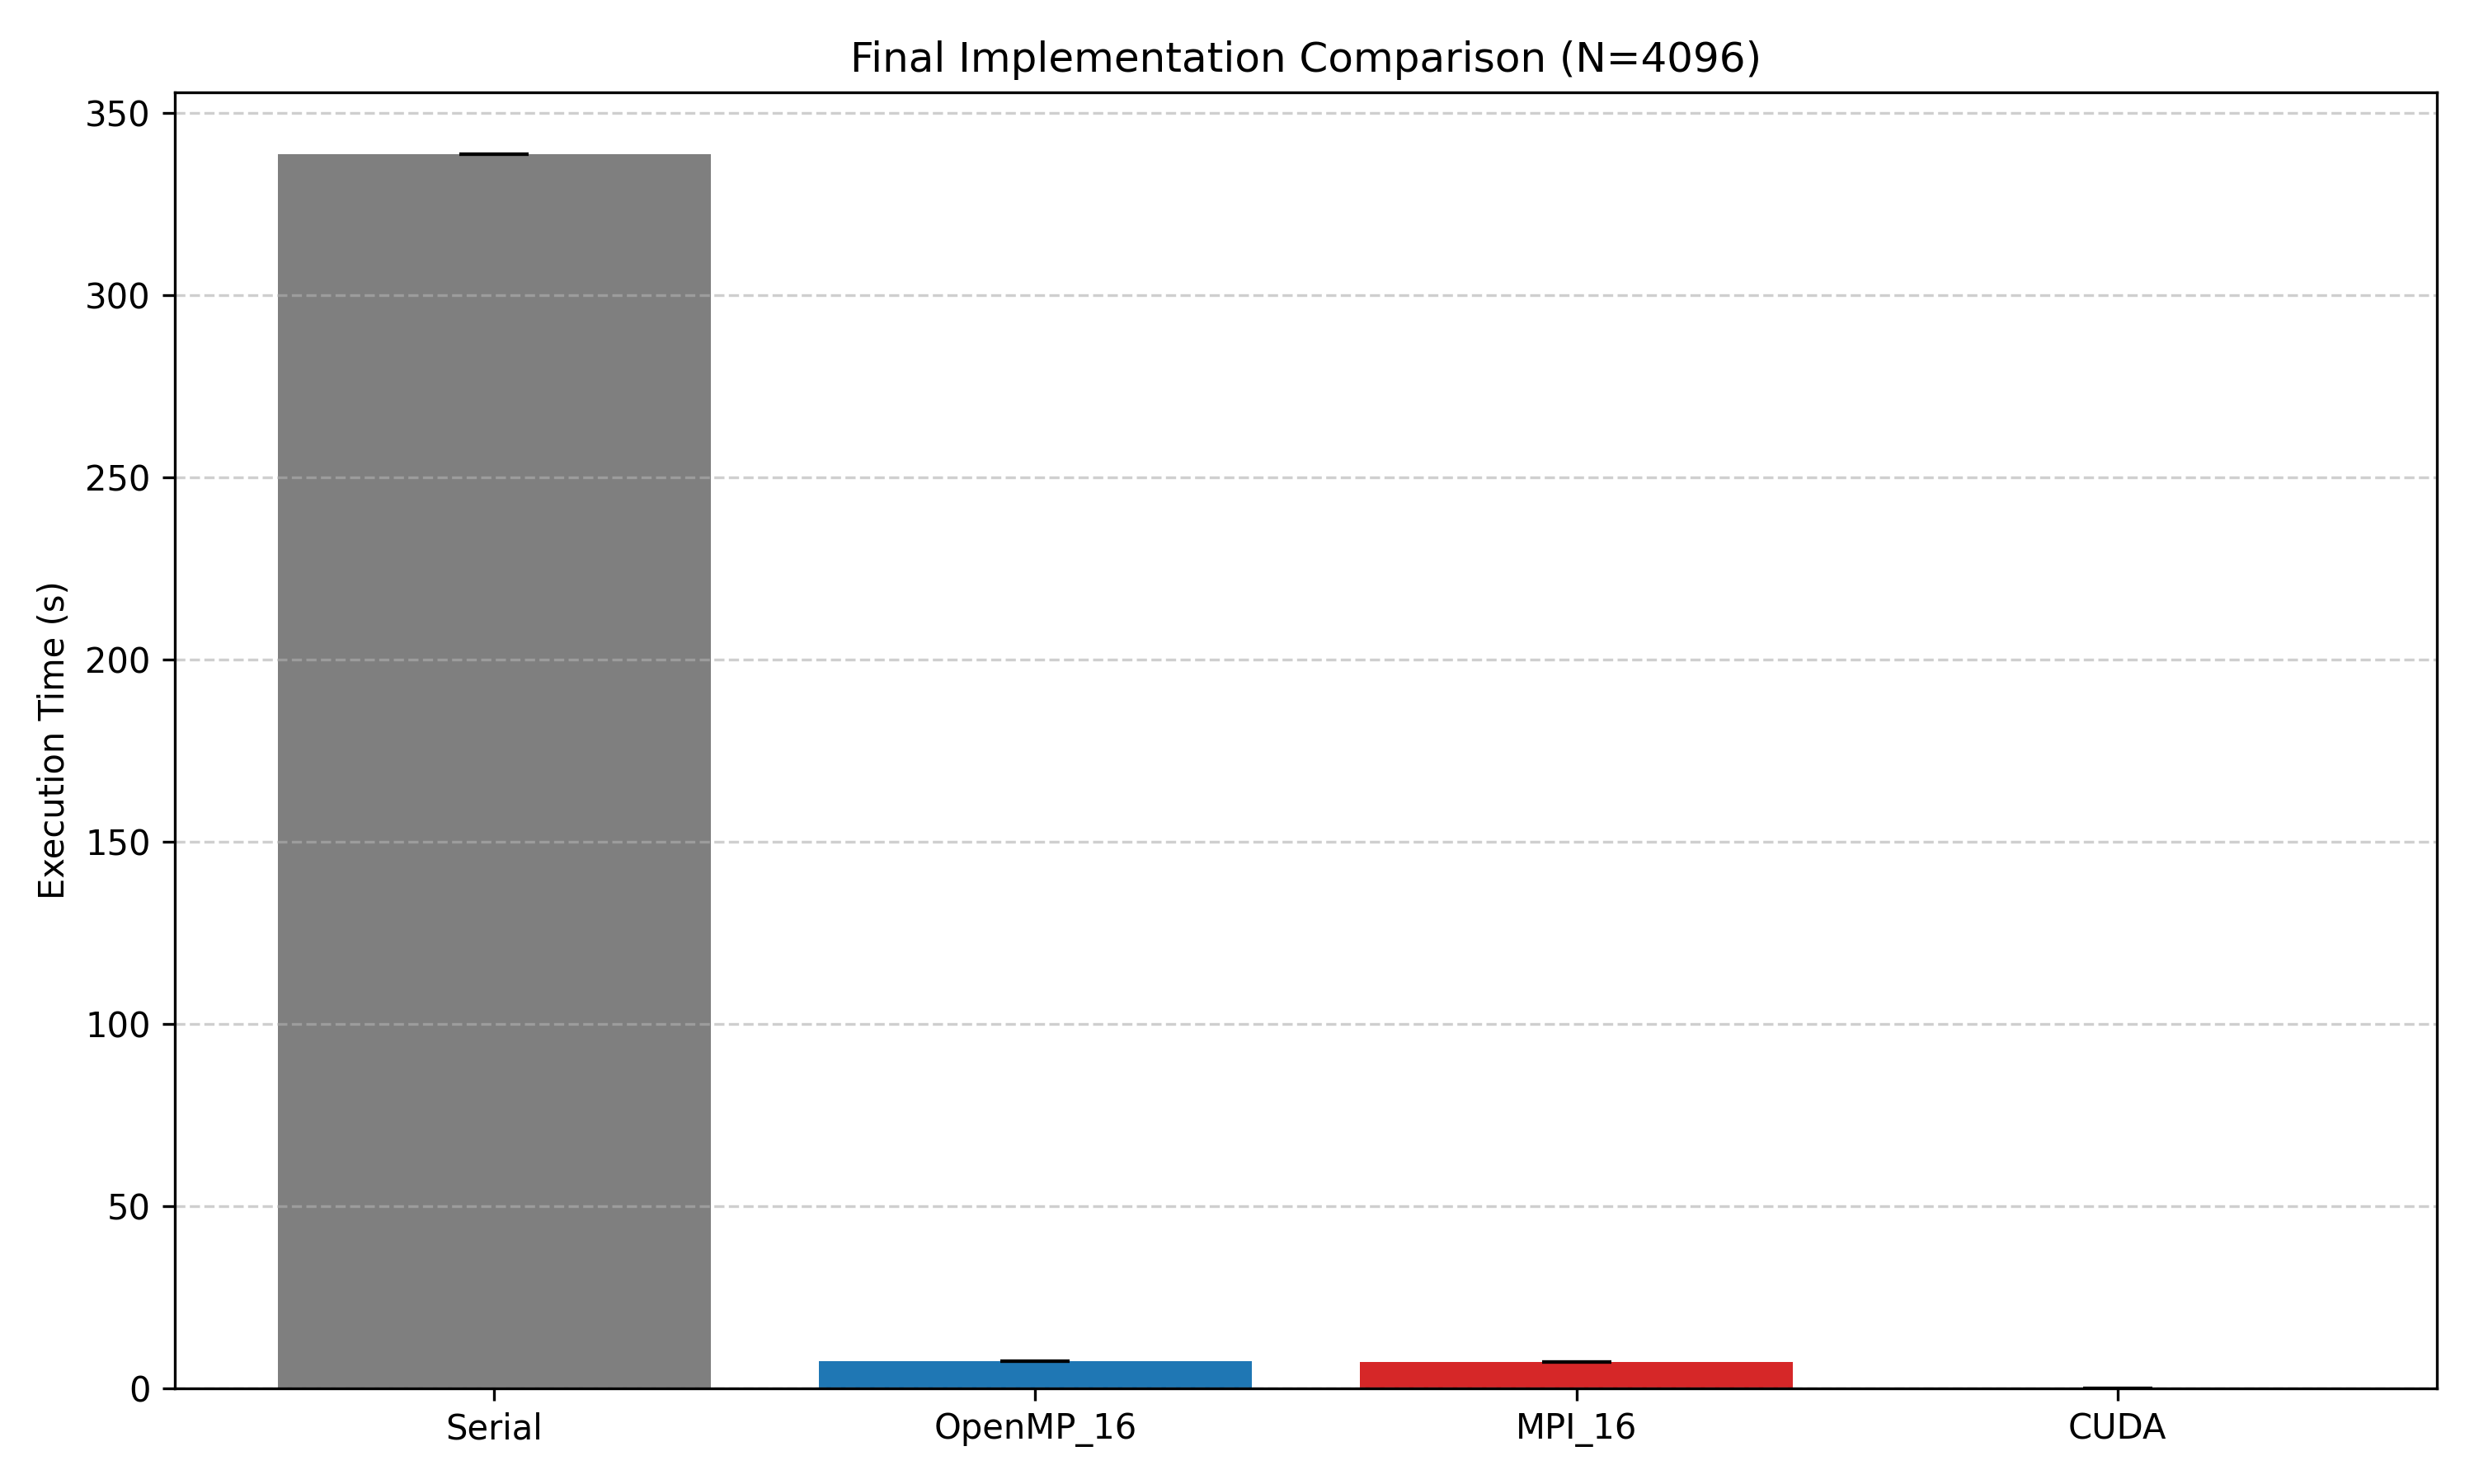 Final Implementation Comparison (N=4096)
Execution Time (s)
350
300
250
200
150
100
50
0
Serial
OpenMP_16
MPI_16
CUDA